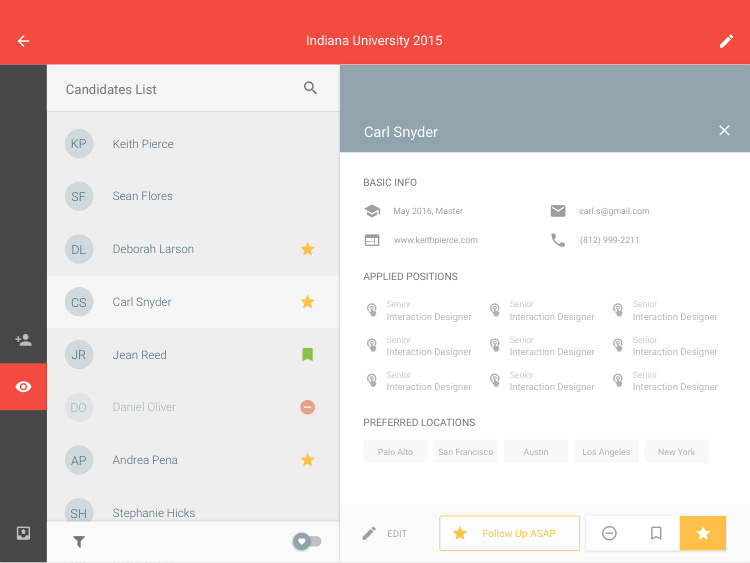 Indiana University 2015
Candidates List
KP Keith Pierce
SF Sean Flores
DL Deborah Larson
CS Carl Snyder
JR Jean Reed
DO Daniel Oliver
AP Andrea Pena
SH Stephanie Hicks
Carl Snyder
BASIC INFO
May 2016, Master
carl.s@gmail.com
www.keithpierce.com
(812) 999-2211
APPLIED POSITIONS
Senior Senior Senior
Interaction Designer Interaction Designer Interaction Designer
Senior Senior Senior
Interaction Designer Interaction Designer Interaction Designer
Senior Senior Senior
Interaction Designer Interaction Designer Interaction Designer
PREFERRED LOCATIONS
Palo Alto San Francisco Austin Los Angeles New York
EDIT Follow Up ASAP